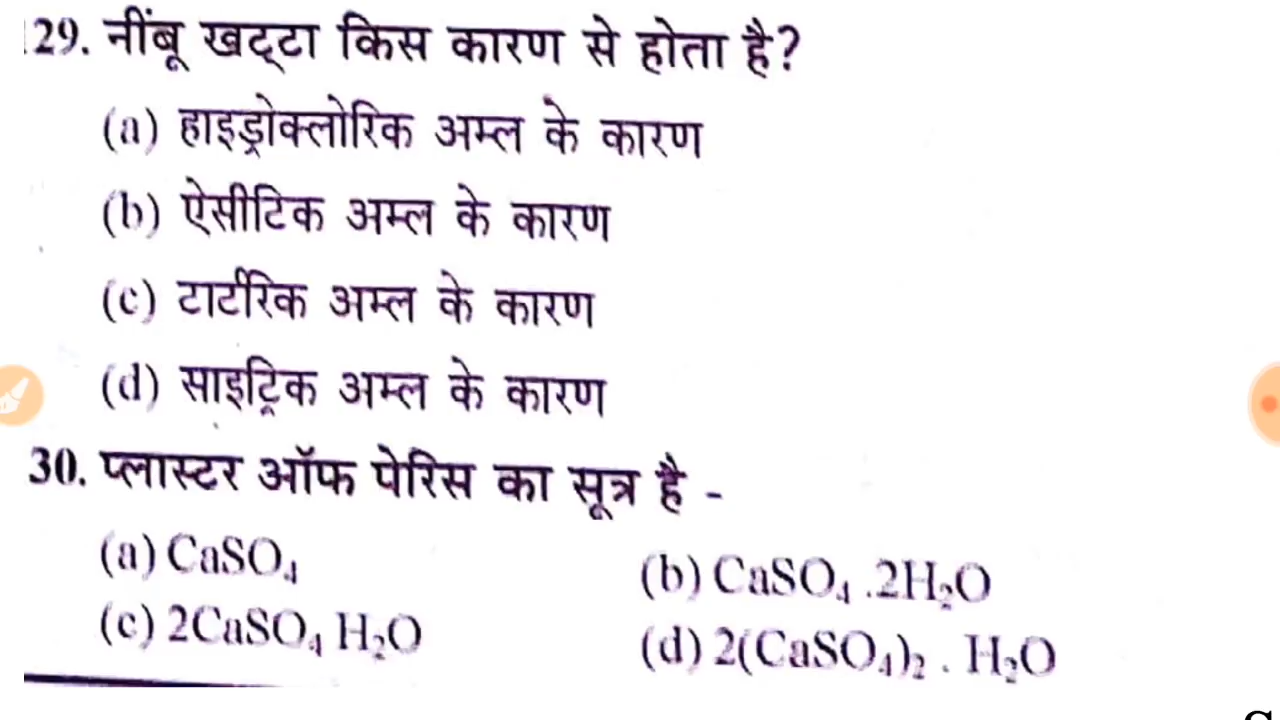 29. नींबू खट्टा किस कारण से होता है?
(a) हाइड्रोक्लोरिक अम्ल के कारण
(b) ऐसीटिक अम्ल के कारण
(c) टार्टरिक अम्ल के कारण
(d) साइट्रिक अम्ल के कारण
30. प्लास्टर ऑफ पेरिस का सूत्र है -
(a) CaSO₄
(b) CaSO₄ .2H₂O
(c) 2CaSO₄ H₂O
(d) 2(CaSO₄)₂ . H₂O